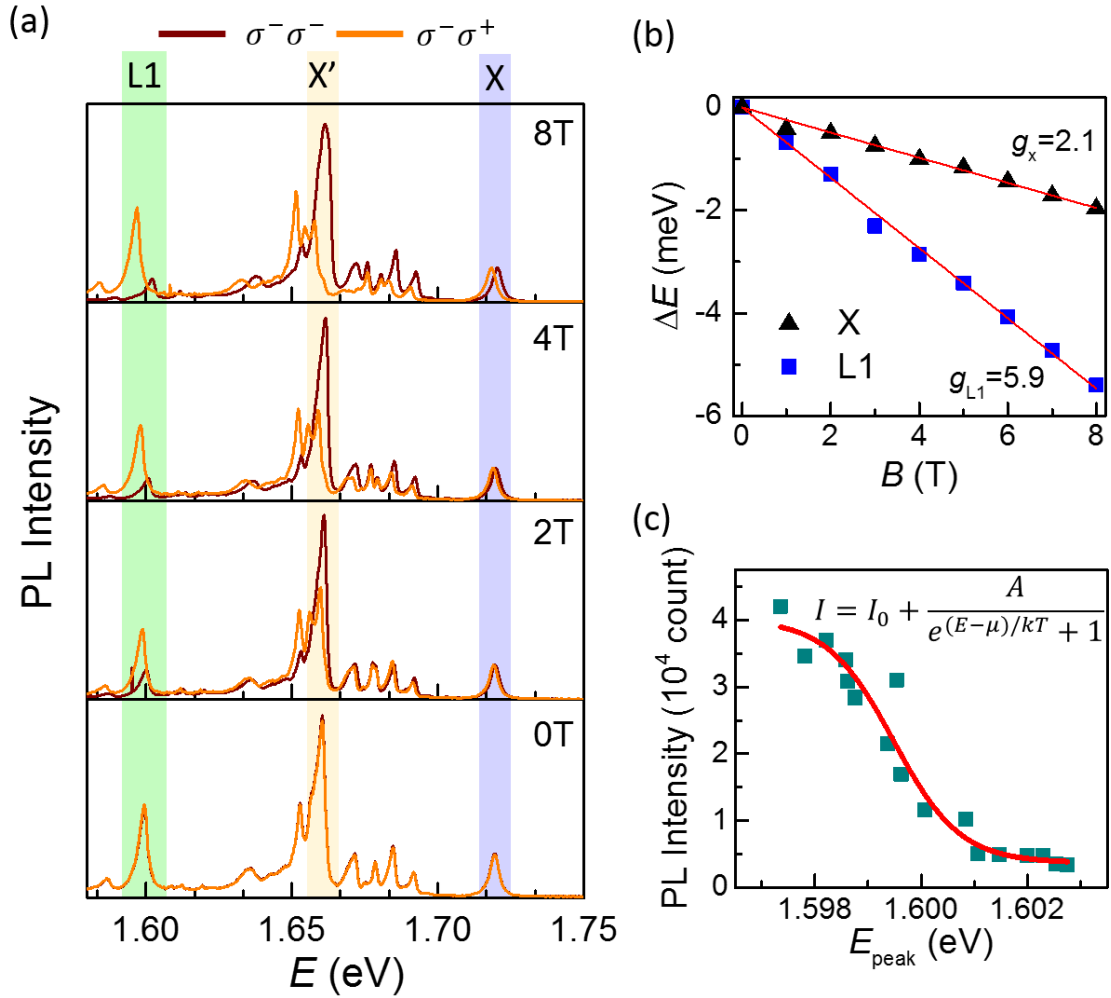 (a)
σ⁻σ⁻ σ⁻σ⁺
L1 X’ X
8T
4T
2T
0T
PL Intensity
1.60 1.65 1.70 1.75
E (eV)
(b)
0
-2
-4
-6
ΔE (meV)
gₓ=2.1
X
L1
g_L1=5.9
0 2 4 6 8
B (T)
(c)
I = I₀ + A / (e^((E−μ)/kT) + 1)
4
3
2
1
0
PL Intensity (10⁴ count)
1.598 1.600 1.602
E_peak (eV)